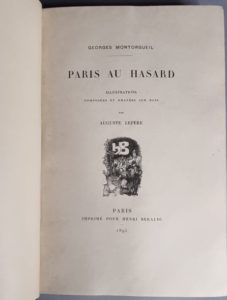 GEORGES MONTORGUEIL
PARIS AU HASARD
ILLUSTRATIONS
COMPOSÉES ET GRAVÉES SUR BOIS
PAR
AUGUSTE LEPÈRE
HB
PARIS
IMPRIMÉ POUR HENRI BERALDI
1895